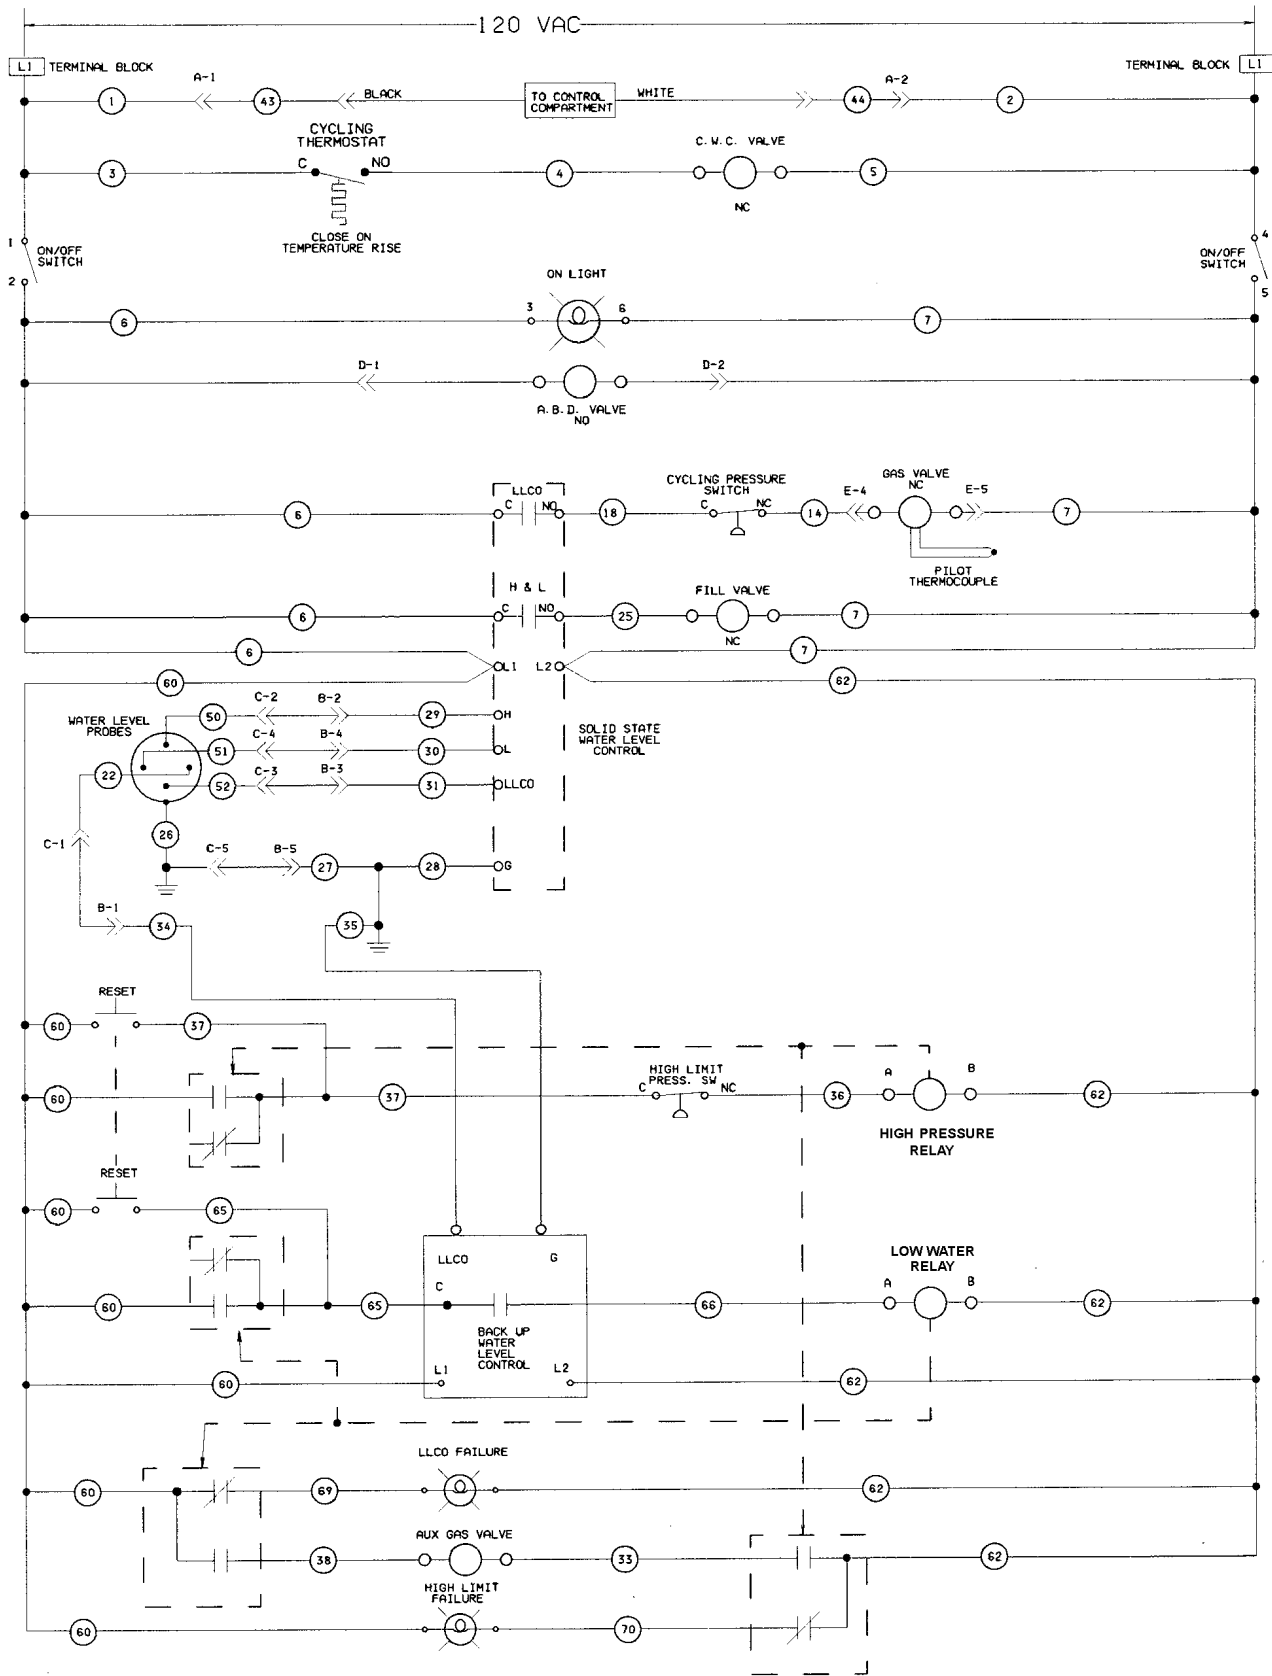 120 VAC
L1 TERMINAL BLOCK
TERMINAL BLOCK L1
A-1
A-2
1
43
BLACK
TO CONTROL
COMPARTMENT
WHITE
44
2
CYCLING
THERMOSTAT
C
NO
C.W.C. VALVE
3
4
5
NC
CLOSE ON
TEMPERATURE RISE
1
ON/OFF
SWITCH
2
4
ON/OFF
SWITCH
5
ON LIGHT
6
3
6
7
D-1
D-2
A.B.D. VALVE
NO
LLCO
CYCLING PRESSURE
SWITCH
GAS VALVE
NC
6
C
NO
18
C
NC
14
E-4
E-5
7
PILOT
THERMOCOUPLE
H & L
FILL VALVE
6
C
NO
25
7
NC
6
L1
L2
7
60
62
WATER LEVEL
PROBES
50
C-2
B-2
29
H
51
C-4
B-4
30
L
SOLID STATE
WATER LEVEL
CONTROL
22
52
C-3
B-3
31
LLCO
26
C-1
C-5
B-5
27
28
G
B-1
34
35
RESET
60
37
HIGH LIMIT
PRESS. SW
60
37
C
NC
36
A
B
62
HIGH PRESSURE
RELAY
RESET
60
65
LLCO
G
LOW WATER
RELAY
60
65
C
66
A
B
62
BACK UP
WATER
LEVEL
CONTROL
60
L1
L2
62
LLCO FAILURE
60
69
62
AUX GAS VALVE
38
33
62
HIGH LIMIT
FAILURE
60
70